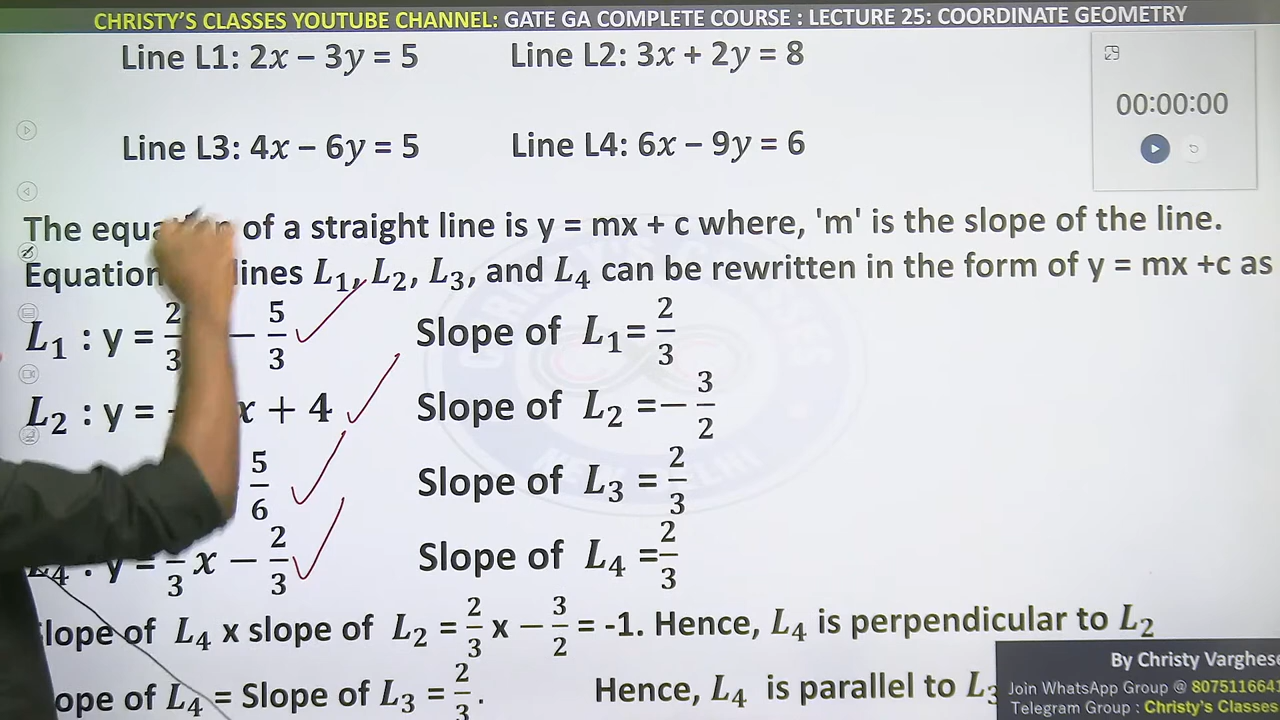 CHRISTY'S CLASSES YOUTUBE CHANNEL: GATE GA COMPLETE COURSE : LECTURE 25: COORDINATE GEOMETRY
Line L1: 2x − 3y = 5 Line L2: 3x + 2y = 8
00:00:00
Line L3: 4x − 6y = 5 Line L4: 6x − 9y = 6
The of a straight line is y = mx + c where, 'm' is the slope of the line.
Equation lines L₁, L₂, L₃, and L₄ can be rewritten in the form of y = mx +c as
L₁ : y = 2/3 − 5/3 Slope of L₁= 2/3
L₂ : y = - x + 4 Slope of L₂ =− 3/2
5/6 Slope of L₃ = 2/3
L₄ : y = /3 x − 2/3 Slope of L₄ = 2/3
lope of L₄ x slope of L₂ = 2/3 x − 3/2 = -1. Hence, L₄ is perpendicular to L₂
ope of L₄ = Slope of L₃ = 2/3. Hence, L₄ is parallel to L₃
By Christy Varghese
Join WhatsApp Group @ 8075116641
Telegram Group : Christy's Classes